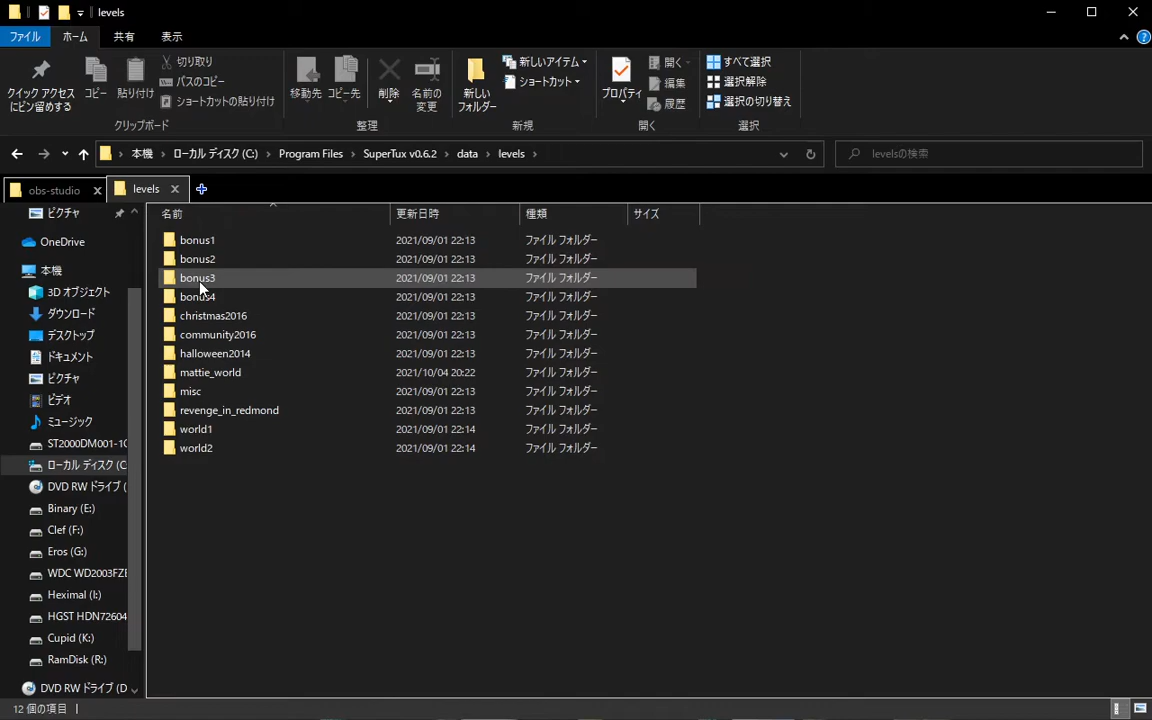 levels
ファイル ホーム 共有 表示
クイック アクセス
にピン留めする
コピー
貼り付け
切り取り
パスのコピー
ショートカットの貼り付け
クリップボード
移動先
コピー先
削除
名前の
変更
整理
新しい
フォルダー
新しいアイテム
ショートカット
新規
プロパティ
開く
編集
履歴
開く
すべて選択
選択解除
選択の切り替え
選択
本機 › ローカル ディスク (C:) › Program Files › SuperTux v0.6.2 › data › levels ›
levelsの検索
obs-studio
levels
ピクチャ
OneDrive
本機
3D オブジェクト
ダウンロード
デスクトップ
ドキュメント
ピクチャ
ビデオ
ミュージック
ST2000DM001-1C
ローカル ディスク (C
DVD RW ドライブ (
Binary (E:)
Clef (F:)
Eros (G:)
WDC WD2003FZE
Heximal (I:)
HGST HDN72604
Cupid (K:)
RamDisk (R:)
DVD RW ドライブ (D
名前 更新日時 種類 サイズ
bonus1 2021/09/01 22:13 ファイル フォルダー
bonus2 2021/09/01 22:13 ファイル フォルダー
bonus3 2021/09/01 22:13 ファイル フォルダー
bonus4 2021/09/01 22:13 ファイル フォルダー
christmas2016 2021/09/01 22:13 ファイル フォルダー
community2016 2021/09/01 22:13 ファイル フォルダー
halloween2014 2021/09/01 22:13 ファイル フォルダー
mattie_world 2021/10/04 20:22 ファイル フォルダー
misc 2021/09/01 22:13 ファイル フォルダー
revenge_in_redmond 2021/09/01 22:13 ファイル フォルダー
world1 2021/09/01 22:14 ファイル フォルダー
world2 2021/09/01 22:14 ファイル フォルダー
12 個の項目